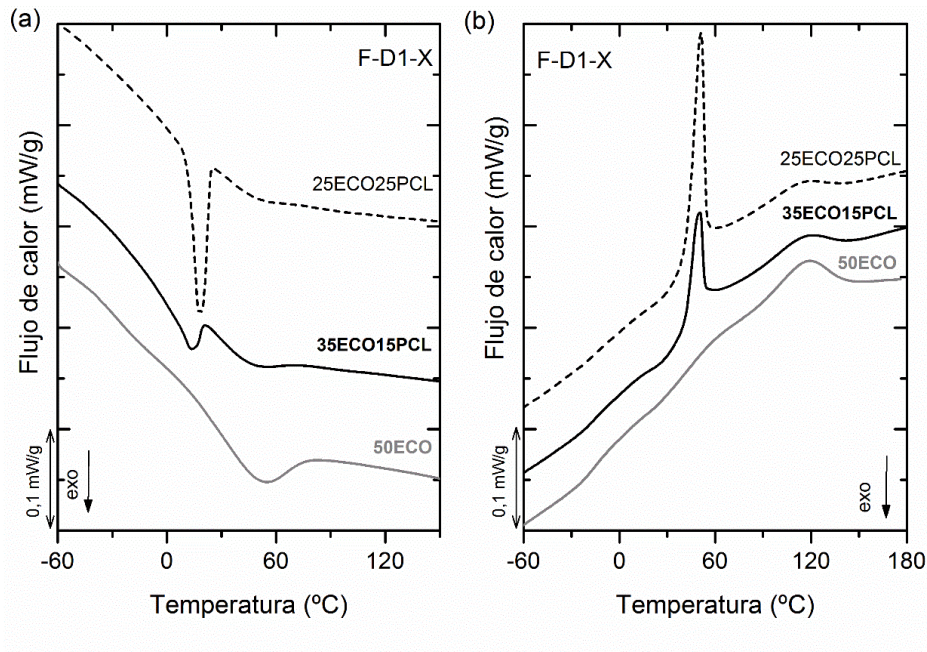 (a)
F-D1-X
25ECO25PCL
35ECO15PCL
50ECO
Flujo de calor (mW/g)
0,1 mW/g
exo
-60 0 60 120
Temperatura (ºC)
(b)
F-D1-X
25ECO25PCL
35ECO15PCL
50ECO
Flujo de calor (mW/g)
0,1 mW/g
exo
-60 0 60 120 180
Temperatura (ºC)